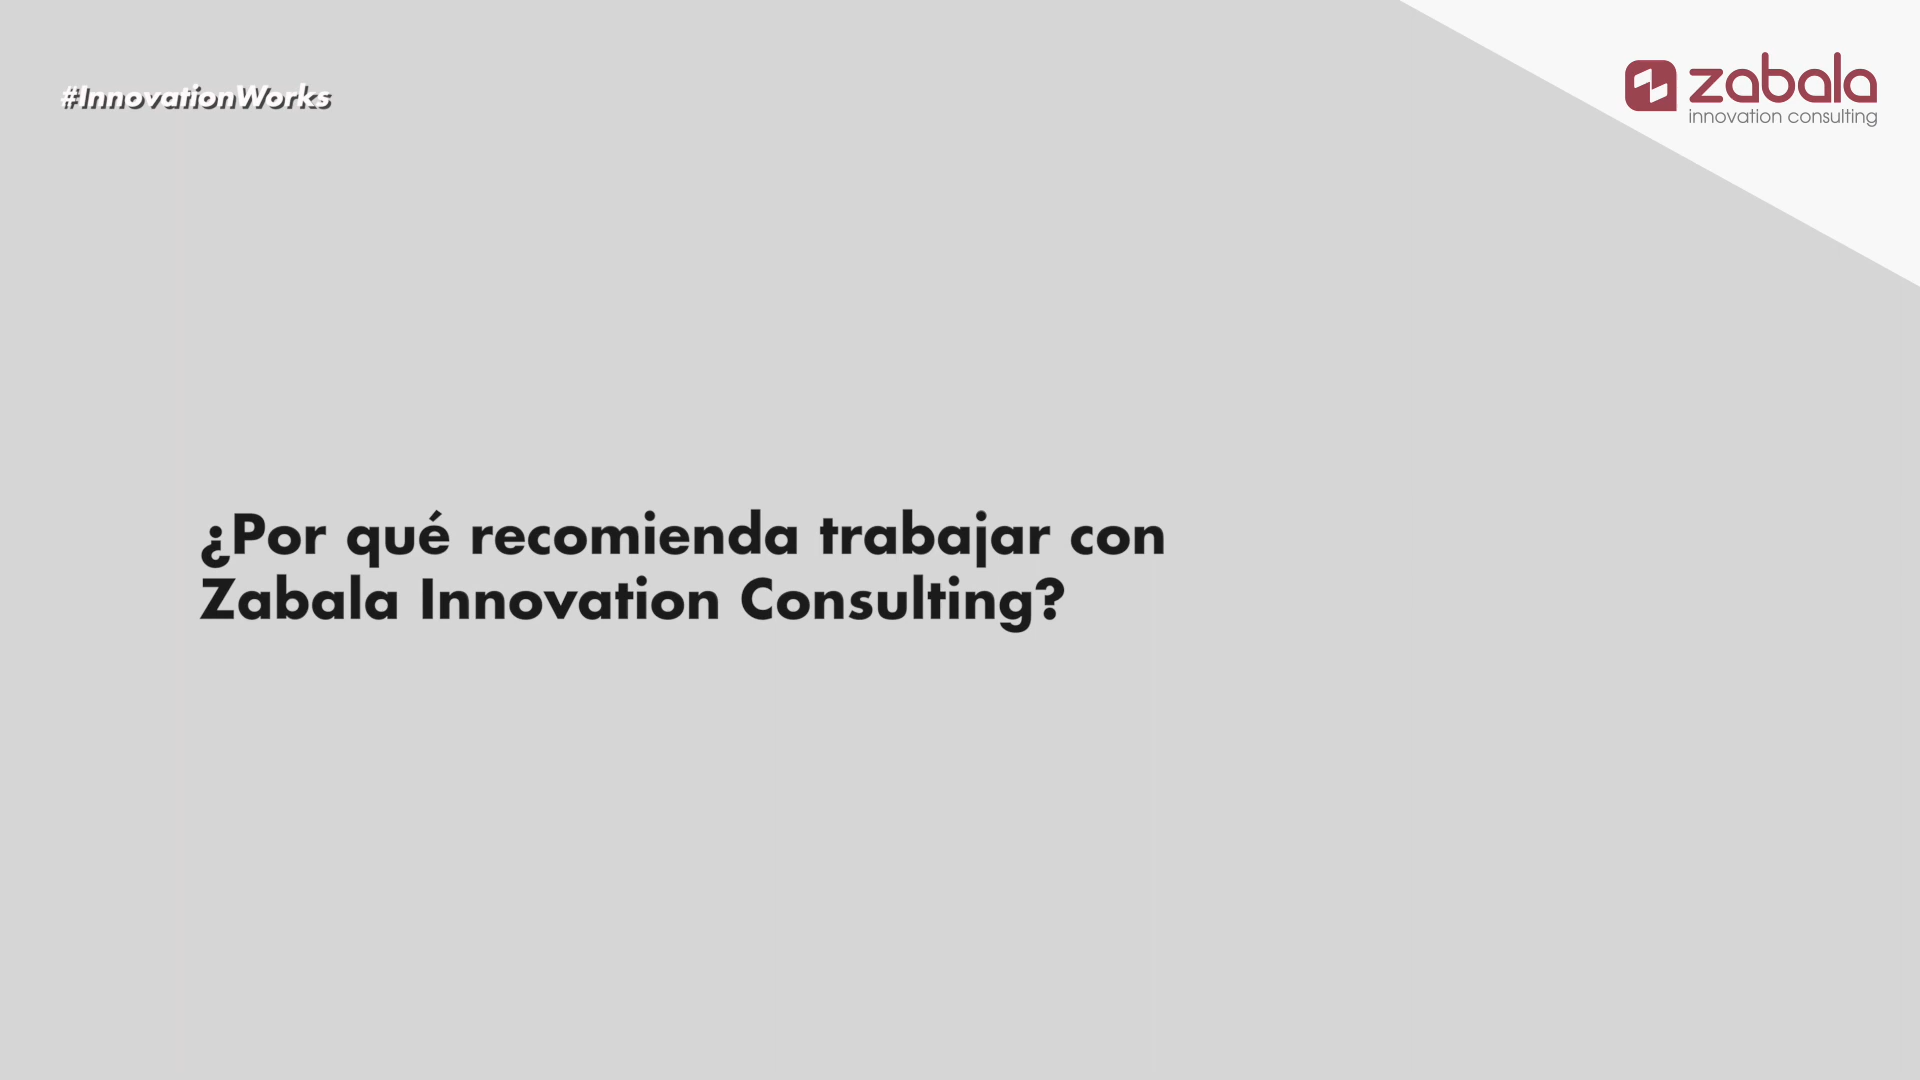 #InnovationWorks
zabala
innovation consulting
¿Por qué recomienda trabajar con
Zabala Innovation Consulting?